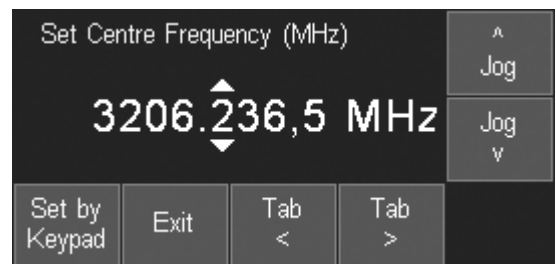 Set Centre Frequency (MHz)
^
Jog
3206.236,5 MHz
Jog
v
Set by
Keypad
Exit
Tab
<
Tab
>